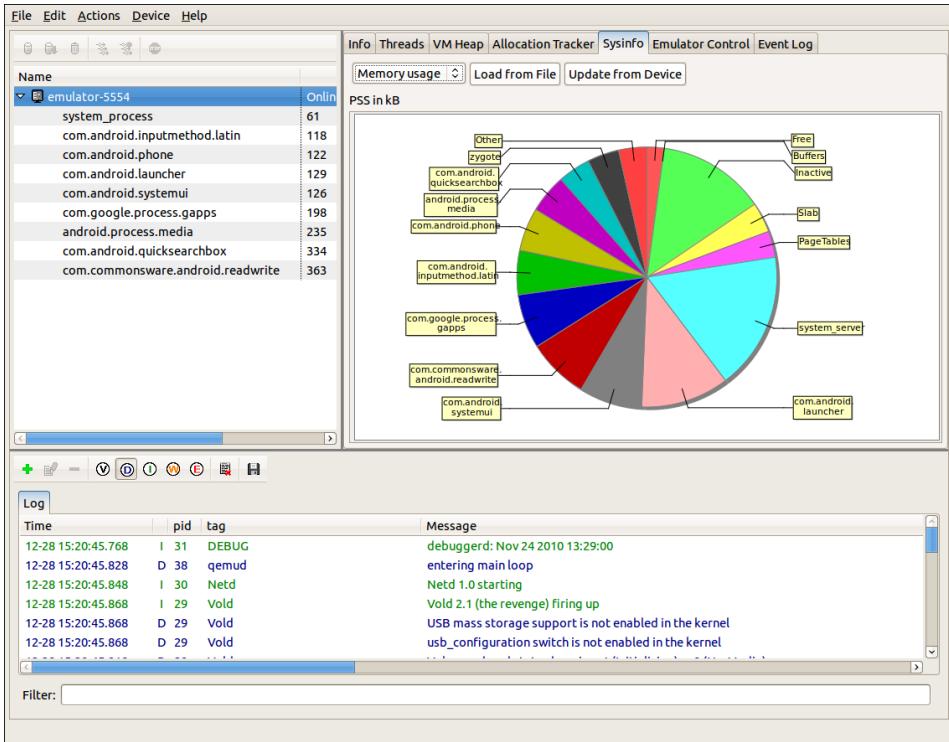 File Edit Actions Device Help
Info Threads VM Heap Allocation Tracker Sysinfo Emulator Control Event Log
Memory usage Load from File Update from Device
PSS in kB
Name
emulator-5554 Onlin
system_process 61
com.android.inputmethod.latin 118
com.android.phone 122
com.android.launcher 129
com.android.systemui 126
com.google.process.gapps 198
android.process.media 235
com.android.quicksearchbox 334
com.commonsware.android.readwrite 363
Other
zygote
com.android.
quicksearchbox
android.process.
media
com.android.phone
com.android.
inputmethod.latin
com.google.process.
gapps
com.commonsware.
android.readwrite
com.android.
systemui
Free
Buffers
Inactive
Slab
PageTables
system_server
com.android.
launcher
V D I W E
Log
Time pid tag Message
12-28 15:20:45.768 I 31 DEBUG debuggerd: Nov 24 2010 13:29:00
12-28 15:20:45.828 D 38 qemud entering main loop
12-28 15:20:45.848 I 30 Netd Netd 1.0 starting
12-28 15:20:45.868 I 29 Vold Vold 2.1 (the revenge) firing up
12-28 15:20:45.868 D 29 Vold USB mass storage support is not enabled in the kernel
12-28 15:20:45.868 D 29 Vold usb_configuration switch is not enabled in the kernel
Filter: